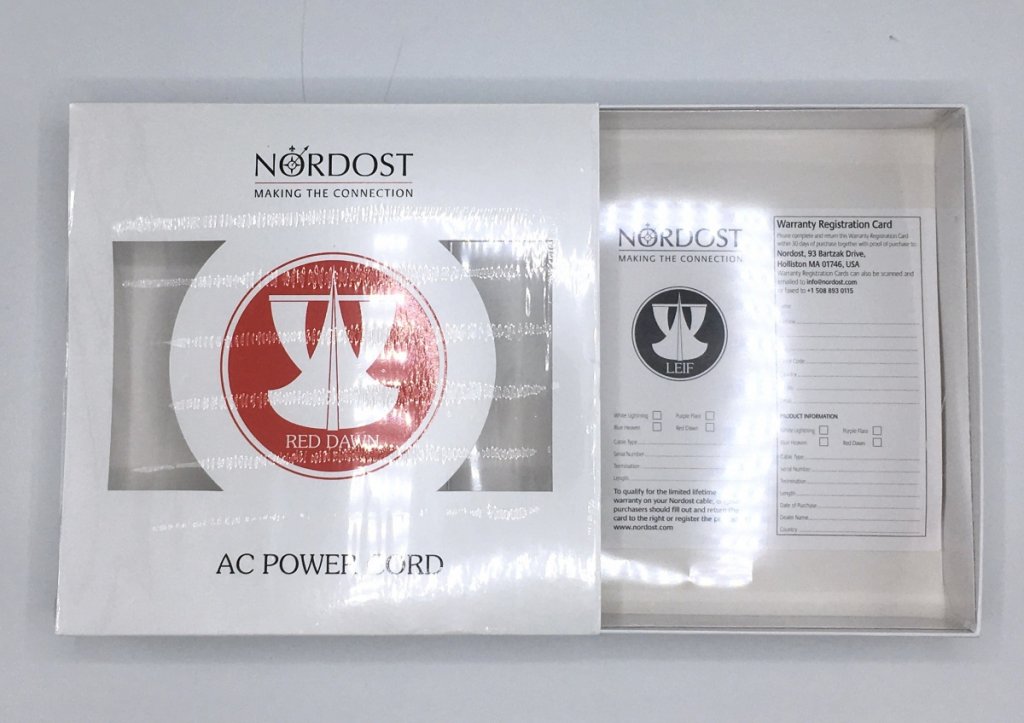 NORDOST
MAKING THE CONNECTION
RED DAWN
AC POWER CORD
NORDOST
MAKING THE CONNECTION
LEIF
White Lightning
Purple Flare
Blue Heaven
Red Dawn
Cable Type
Serial Number
Termination
Length
To qualify for the limited lifetime
warranty on your Nordost cable,
purchasers should fill out and return the
card to the right or register the
www.nordost.com
Warranty Registration Card
Please complete and return this Warranty Registration Card
within 30 days of purchase together with proof of purchase to:
Nordost, 93 Bartzak Drive,
Holliston MA 01746, USA
Warranty Registration Cards can also be scanned and
emailed to info@nordost.com
or faxed to +1 508 893 0115
Country
PRODUCT INFORMATION
White Lightning
Purple Flare
Blue Heaven
Red Dawn
Cable Type
Serial Number
Termination
Length
Date of Purchase
Dealer Name
Country